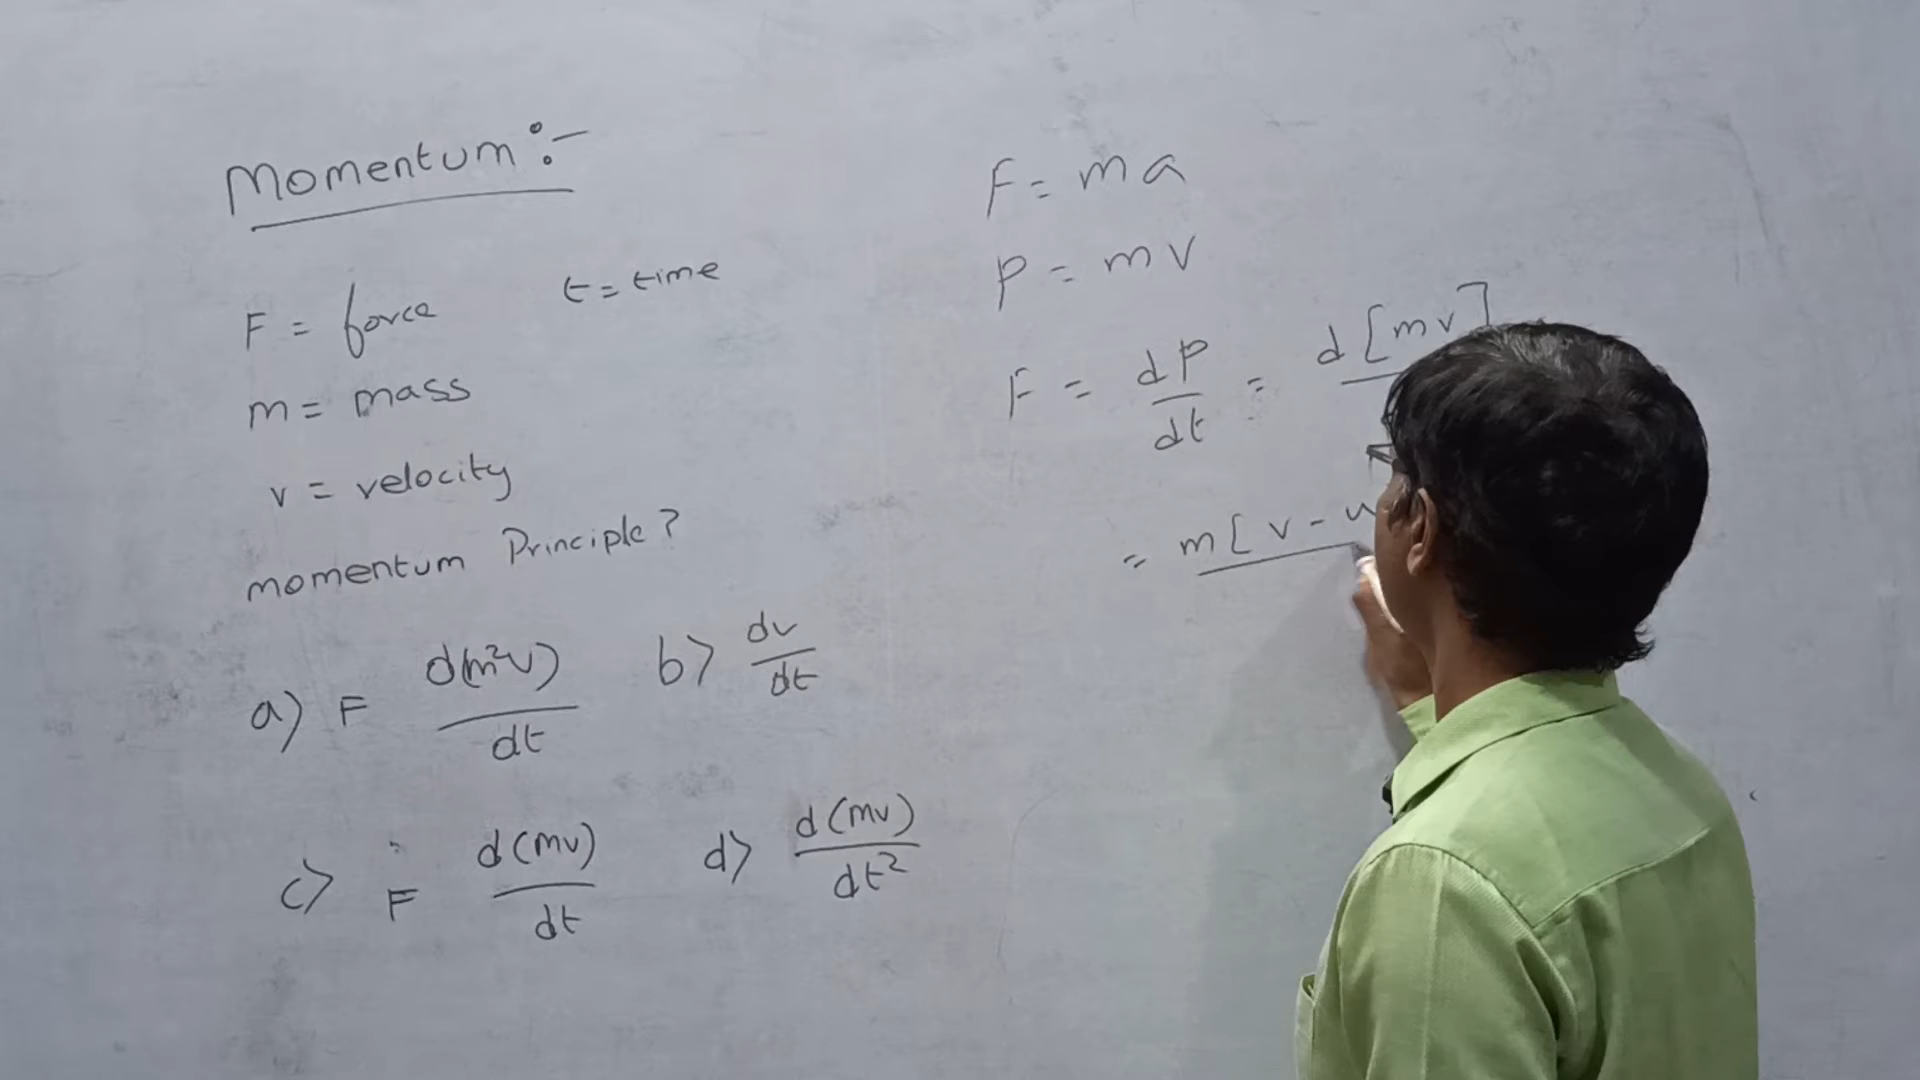 Momentum :-
F = force t = time
m = mass
v = velocity
momentum Principle?
a) F d(m²v)/dt b) dv/dt
c) F d(mv)/dt d) d(mv)/dt²
F = ma
P = mv
F = dP/dt = d[mv]
= m[v - u